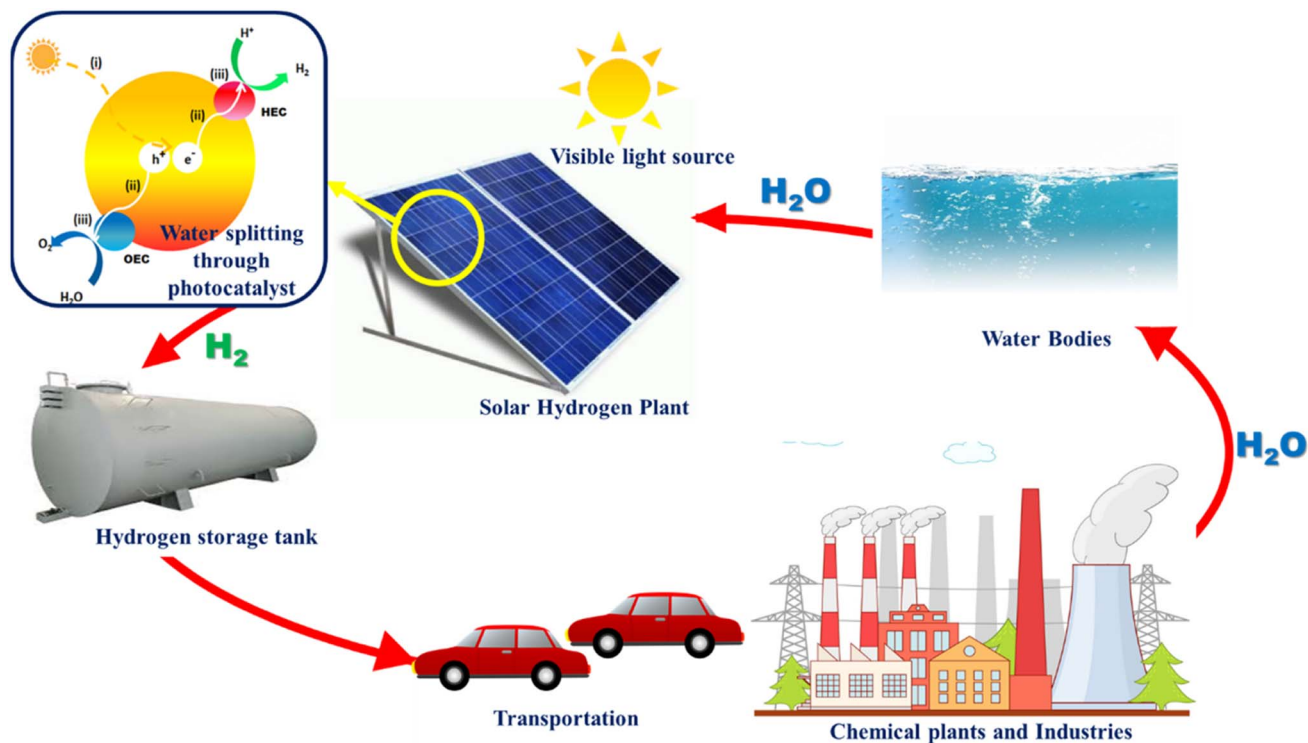 H⁺
(i)
(iii)
H₂
HEC
(ii)
h⁺
e⁻
(ii)
(iii)
O₂
OEC
H₂O
Water splitting
through
photocatalyst
Visible light source
H₂O
Water Bodies
Solar Hydrogen Plant
H₂
Hydrogen storage tank
H₂O
Transportation
Chemical plants and Industries